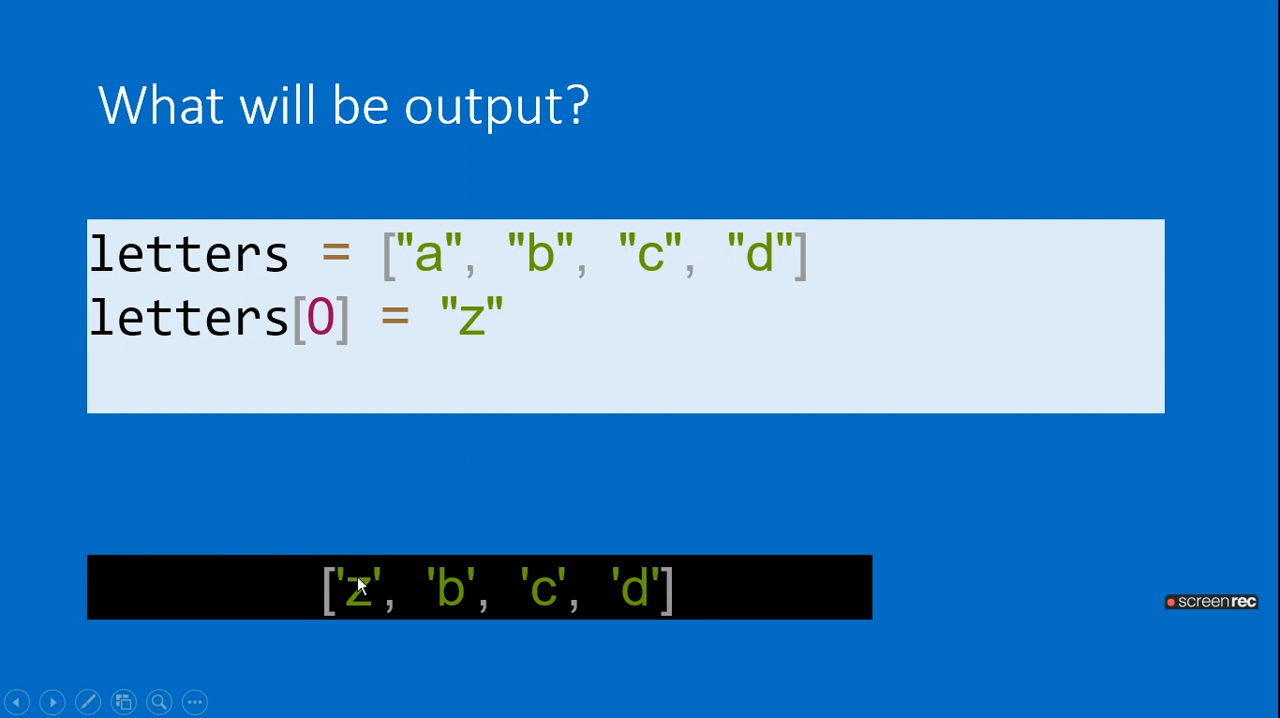 What will be output?
letters = ["a", "b", "c", "d"]
letters[0] = "z"
['z', 'b', 'c', 'd']
screenrec